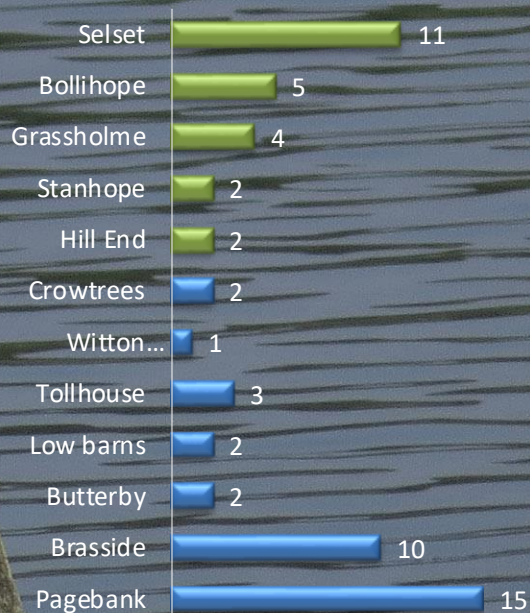 Selset 11
Bollihope 5
Grassholme 4
Stanhope 2
Hill End 2
Crowtrees 2
Witton... 1
Tollhouse 3
Low barns 2
Butterby 2
Brasside 10
Pagebank 15